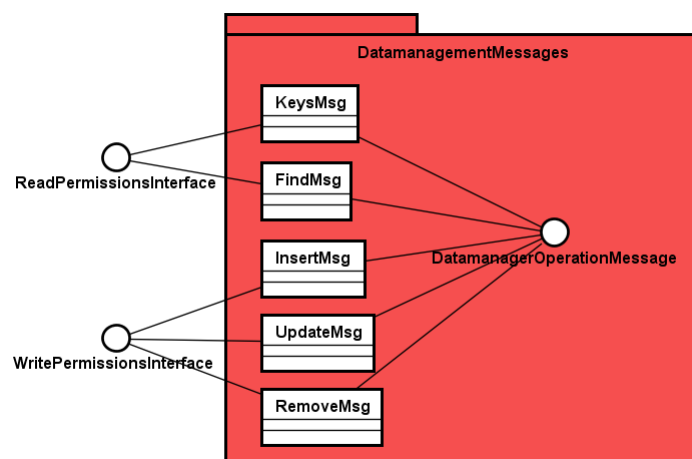 DatamanagementMessages
KeysMsg
ReadPermissionsInterface
FindMsg
InsertMsg
DatamanagerOperationMessage
UpdateMsg
WritePermissionsInterface
RemoveMsg